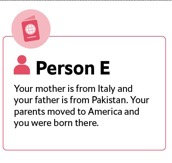 Person E
Your mother is from Italy and
your father is from Pakistan. Your
parents moved to America and
you were born there.